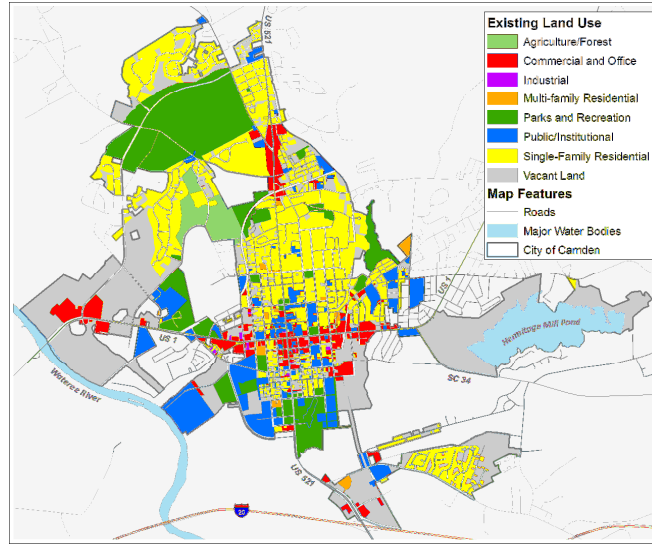 US 521
Existing Land Use
Agriculture/Forest
Commercial and Office
Industrial
Multi-family Residential
Parks and Recreation
Public/Institutional
Single-Family Residential
Vacant Land
Map Features
Roads
Major Water Bodies
City of Camden
US 1
Hermitage Mill Pond
US 1
Wateree River
SC 34
US 521
20